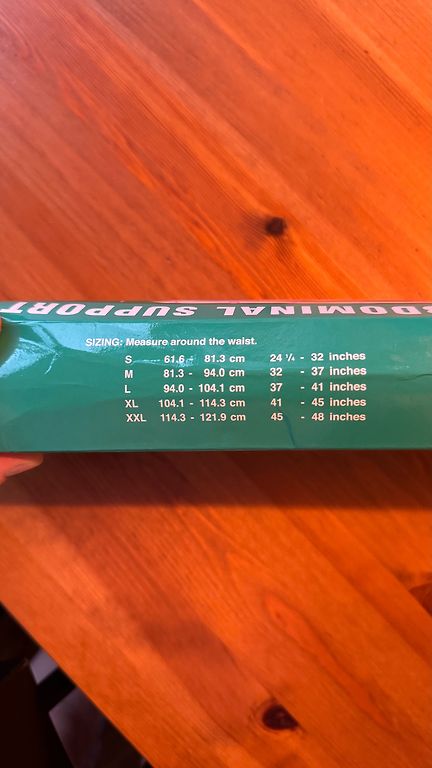 DOMINAL SUPPORT
SIZING: Measure around the waist.
S 61.6 - 81.3 cm 24 ¼ - 32 inches
M 81.3 - 94.0 cm 32 - 37 inches
L 94.0 - 104.1 cm 37 - 41 inches
XL 104.1 - 114.3 cm 41 - 45 inches
XXL 114.3 - 121.9 cm 45 - 48 inches